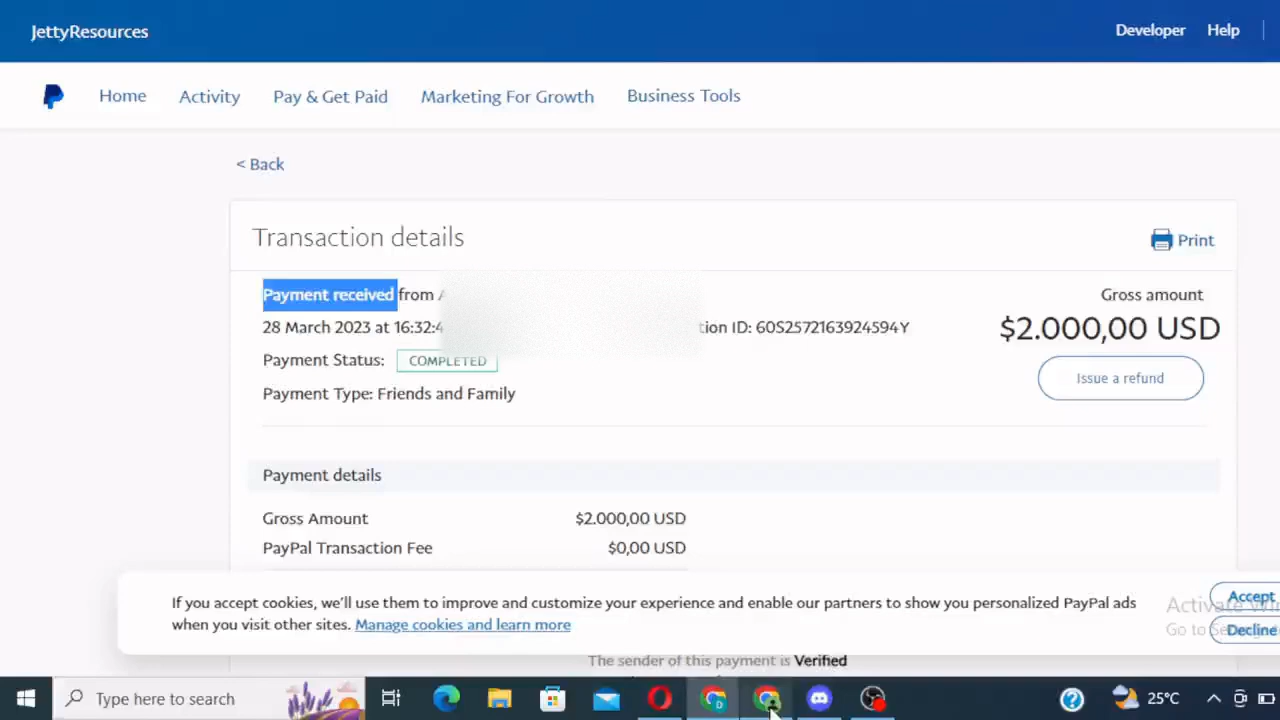 JettyResources
Developer Help
Home Activity Pay & Get Paid Marketing For Growth Business Tools
< Back
Transaction details
Print
Payment received from
Gross amount
28 March 2023 at 16:32:4 tion ID: 60S2572163924594Y
$2.000,00 USD
Payment Status: COMPLETED
Issue a refund
Payment Type: Friends and Family
Payment details
Gross Amount $2.000,00 USD
PayPal Transaction Fee $0,00 USD
If you accept cookies, we'll use them to improve and customize your experience and enable our partners to show you personalized PayPal ads
when you visit other sites. Manage cookies and learn more
Accept
Activate
Decline
Go to
The sender of this payment is Verified
Type here to search
25°C